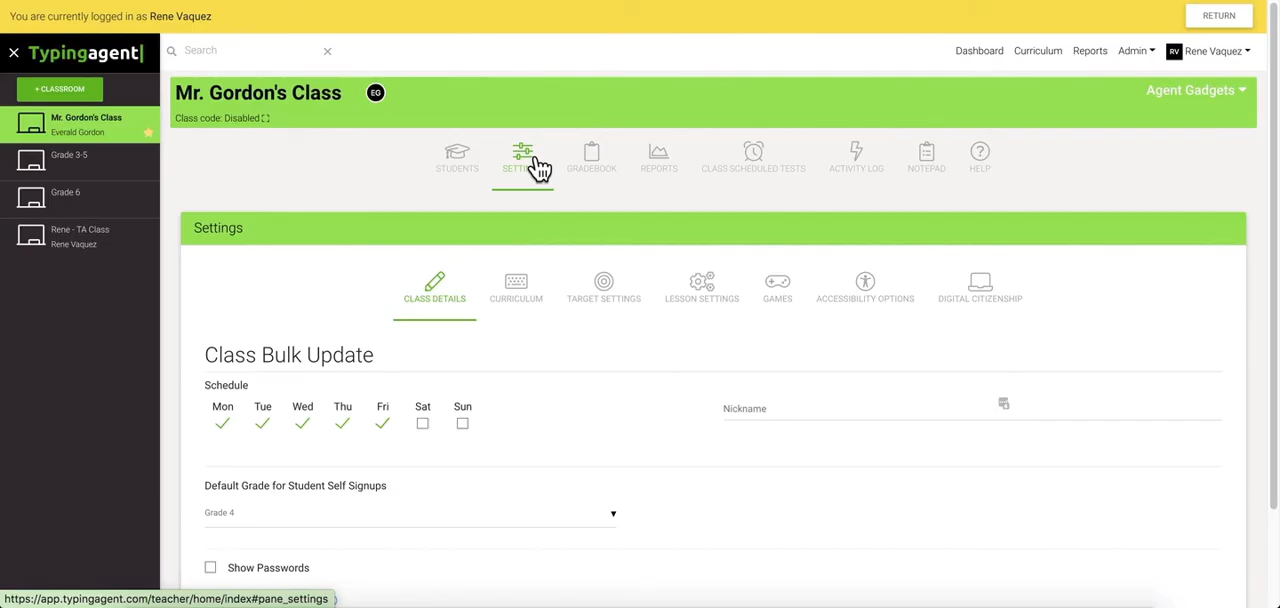 You are currently logged in as Rene Vaquez
RETURN
Typingagent|
Search
Dashboard Curriculum Reports Admin RV Rene Vaquez
+ CLASSROOM
Mr. Gordon's Class
Everald Gordon
Grade 3-5
Grade 6
Rene - TA Class
Rene Vaquez
Mr. Gordon's Class EG
Agent Gadgets
Class code: Disabled
STUDENTS
GRADEBOOK
REPORTS
CLASS SCHEDULED TESTS
ACTIVITY LOG
NOTEPAD
HELP
Settings
CLASS DETAILS
CURRICULUM
TARGET SETTINGS
LESSON SETTINGS
GAMES
ACCESSIBILITY OPTIONS
DIGITAL CITIZENSHIP
Class Bulk Update
Schedule
Mon Tue Wed Thu Fri Sat Sun
Nickname
Default Grade for Student Self Signups
Grade 4
Show Passwords
https://app.typingagent.com/teacher/home/index#pane_settings